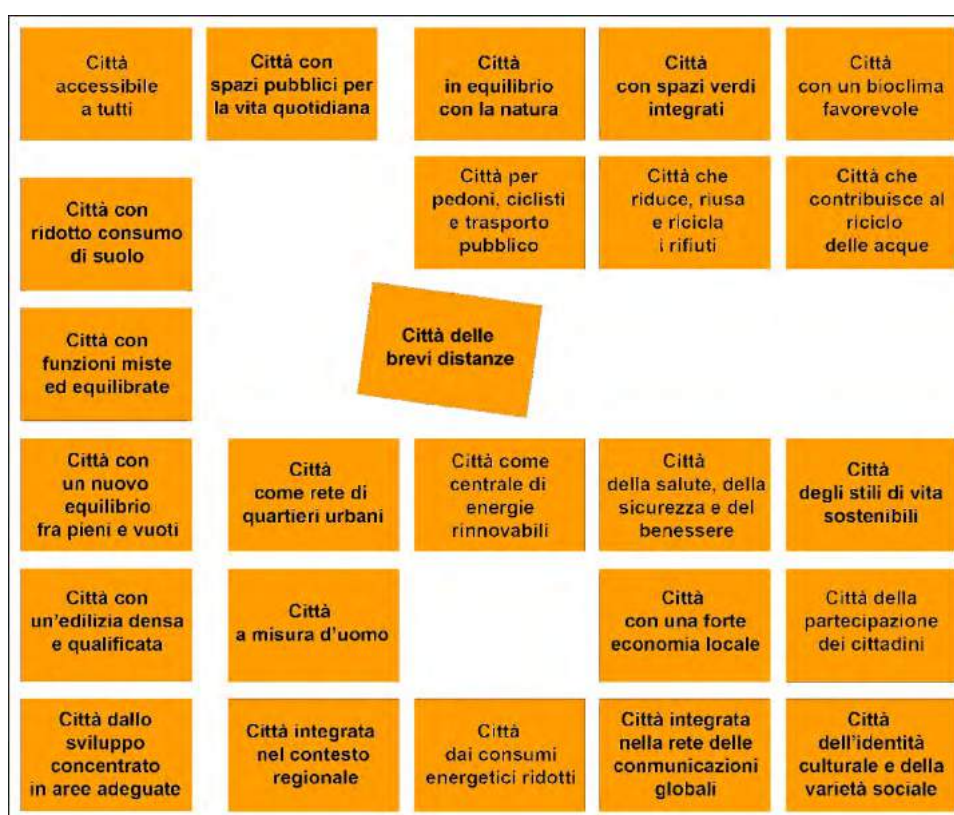 Città
accessibile
a tutti
Città con
spazi pubblici per
la vita quotidiana
Città
in equilibrio
con la natura
Città
con spazi verdi
integrati
Città
con un bioclima
favorevole
Città con
ridotto consumo
di suolo
Città per
pedoni, ciclisti
e trasporto
pubblico
Città che
riduce, riusa
e ricicla
i rifiuti
Città che
contribuisce al
riciclo
delle acque
Città con
funzioni miste
ed equilibrate
Città delle
brevi distanze
Città con
un nuovo
equilibrio
fra pieni e vuoti
Città
come rete di
quartieri urbani
Città come
centrale di
energie
rinnovabili
Città
della salute, della
sicurezza e del
benessere
Città
degli stili di vita
sostenibili
Città con
un'edilizia densa
e qualificata
Città
a misura d'uomo
Città
con una forte
economia locale
Città della
partecipazione
dei cittadini
Città dallo
sviluppo
concentrato
in aree adeguate
Città integrata
nel contesto
regionale
Città
dai consumi
energetici ridotti
Città integrata
nella rete delle
conmunicazioni
globali
Città
dell'identità
culturale e della
varietà sociale